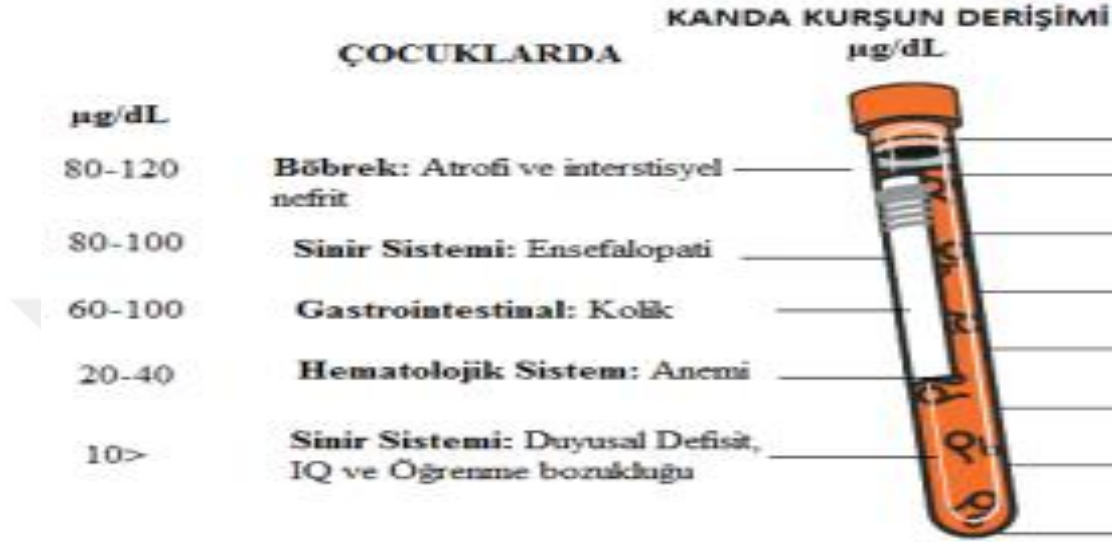 KANDA KURŞUN DERİŞİMİ
ÇOCUKLARDA
µg/dL
µg/dL
80-120
Böbrek: Atrofi ve interstisyel
nefrit
80-100
Sinir Sistemi: Ensefalopati
60-100
Gastrointestinal: Kolik
20-40
Hematolojik Sistem: Anemi
10>
Sinir Sistemi: Duyusal Defisit,
IQ ve Öğrenme bozukluğu